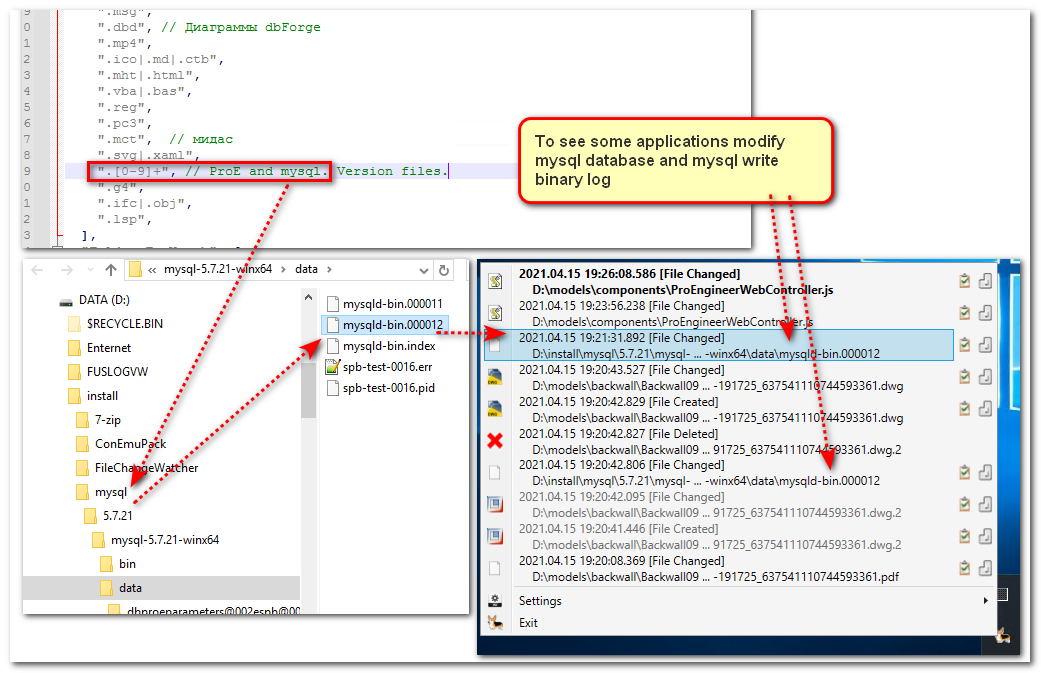 9 ".msg",
0 ".dbd", // Диаграммы dbForge
1 ".mp4",
2 ".ico|.md|.ctb",
3 ".mht|.html",
4 ".vba|.bas",
5 ".reg",
6 ".pc3",
7 ".mct", // мидас
8 ".svg|.xaml",
9 ".[0-9]+", // ProE and mysql. Version files.
0 ".g4",
1 ".ifc|.obj",
2 ".lsp",
3 ],
To see some applications modify
mysql database and mysql write
binary log
« mysql-5.7.21-winx64 > data >
DATA (D:)
$RECYCLE.BIN
Enternet
FUSLOGVW
install
7-zip
ConEmuPack
FileChangeWatcher
mysql
5.7.21
mysql-5.7.21-winx64
bin
data
dbproeparameters@002espb@00
mysqld-bin.000011
mysqld-bin.000012
mysqld-bin.index
spb-test-0016.err
spb-test-0016.pid
2021.04.15 19:26:08.586 [File Changed]
D:\models\components\ProEngineerWebController.js
2021.04.15 19:23:56.238 [File Changed]
D:\models\components\ProEngineerWebController.js
2021.04.15 19:21:31.892 [File Changed]
D:\install\mysql\5.7.21\mysql- ... -winx64\data\mysqld-bin.000012
2021.04.15 19:20:43.527 [File Changed]
D:\models\backwall\Backwall09 ... -191725_637541110744593361.dwg
2021.04.15 19:20:42.829 [File Created]
D:\models\backwall\Backwall09 ... -191725_637541110744593361.dwg
2021.04.15 19:20:42.827 [File Deleted]
D:\models\backwall\Backwall09 ... 91725_637541110744593361.dwg.2
2021.04.15 19:20:42.806 [File Changed]
D:\install\mysql\5.7.21\mysql- ... -winx64\data\mysqld-bin.000012
2021.04.15 19:20:42.095 [File Changed]
D:\models\backwall\Backwall09 ... 91725_637541110744593361.dwg.2
2021.04.15 19:20:41.446 [File Created]
D:\models\backwall\Backwall09 ... 91725_637541110744593361.dwg.2
2021.04.15 19:20:08.369 [File Changed]
D:\models\backwall\Backwall09 ... -191725_637541110744593361.pdf
Settings
Exit